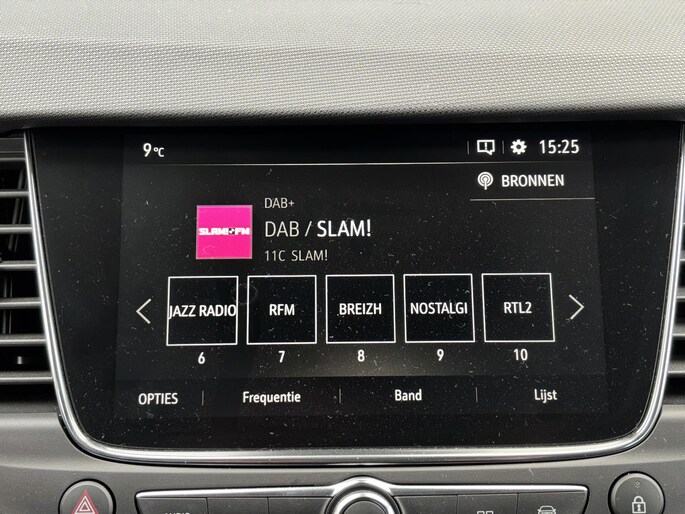 9 °C
15:25
BRONNEN
DAB+
SLAM!FM
DAB / SLAM!
11C SLAM!
JAZZ RADIO RFM BREIZH NOSTALGI RTL2
6 7 8 9 10
OPTIES Frequentie Band Lijst
AUDIO